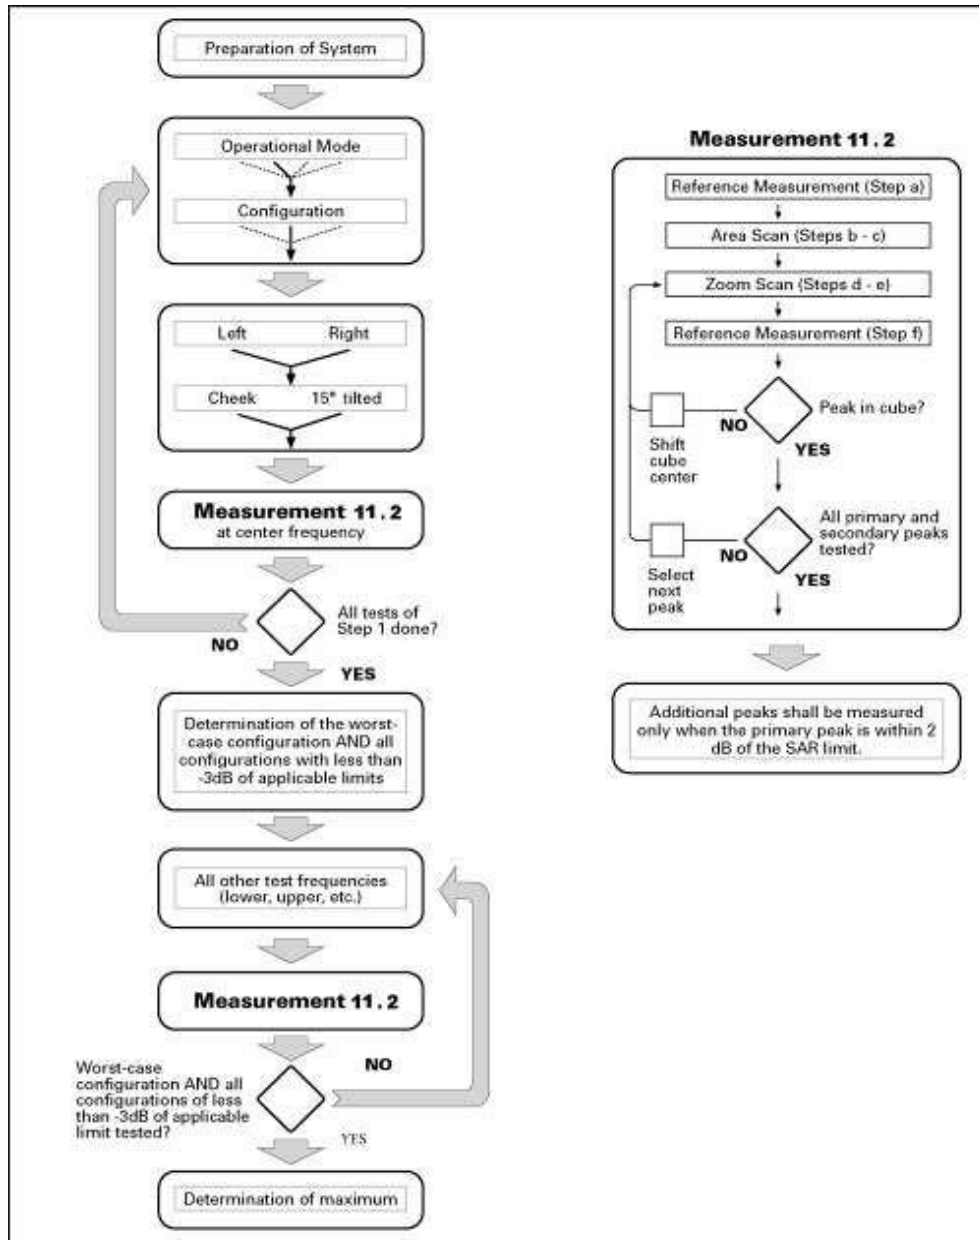 Preparation of System
Operational Mode
Configuration
Left
Right
Cheek
15° tilted
Measurement 11.2
at center frequency
All tests of
Step 1 done?
NO
YES
Determination of the worst-
case configuration AND all
configurations with less than
-3dB of applicable limits
All other test frequencies
(lower, upper, etc.)
Measurement 11.2
NO
Worst-case
configuration AND all
configurations of less
than -3dB of applicable
limit tested?
YES
Determination of maximum
Measurement 11.2
Reference Measurement (Step a)
Area Scan (Steps b - c)
Zoom Scan (Steps d - e)
Reference Measurement (Step f)
Peak in cube?
NO
YES
Shift
cube
center
All primary and
secondary peaks
tested?
NO
YES
Select
next
peak
Additional peaks shall be measured
only when the primary peak is within 2
dB of the SAR limit.